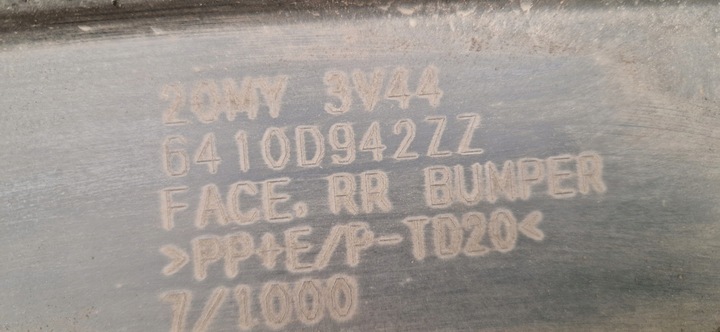 20MY 3V44
6410D942ZZ
FACE, RR BUMPER
>PP+E/P-TD20<
7/1000